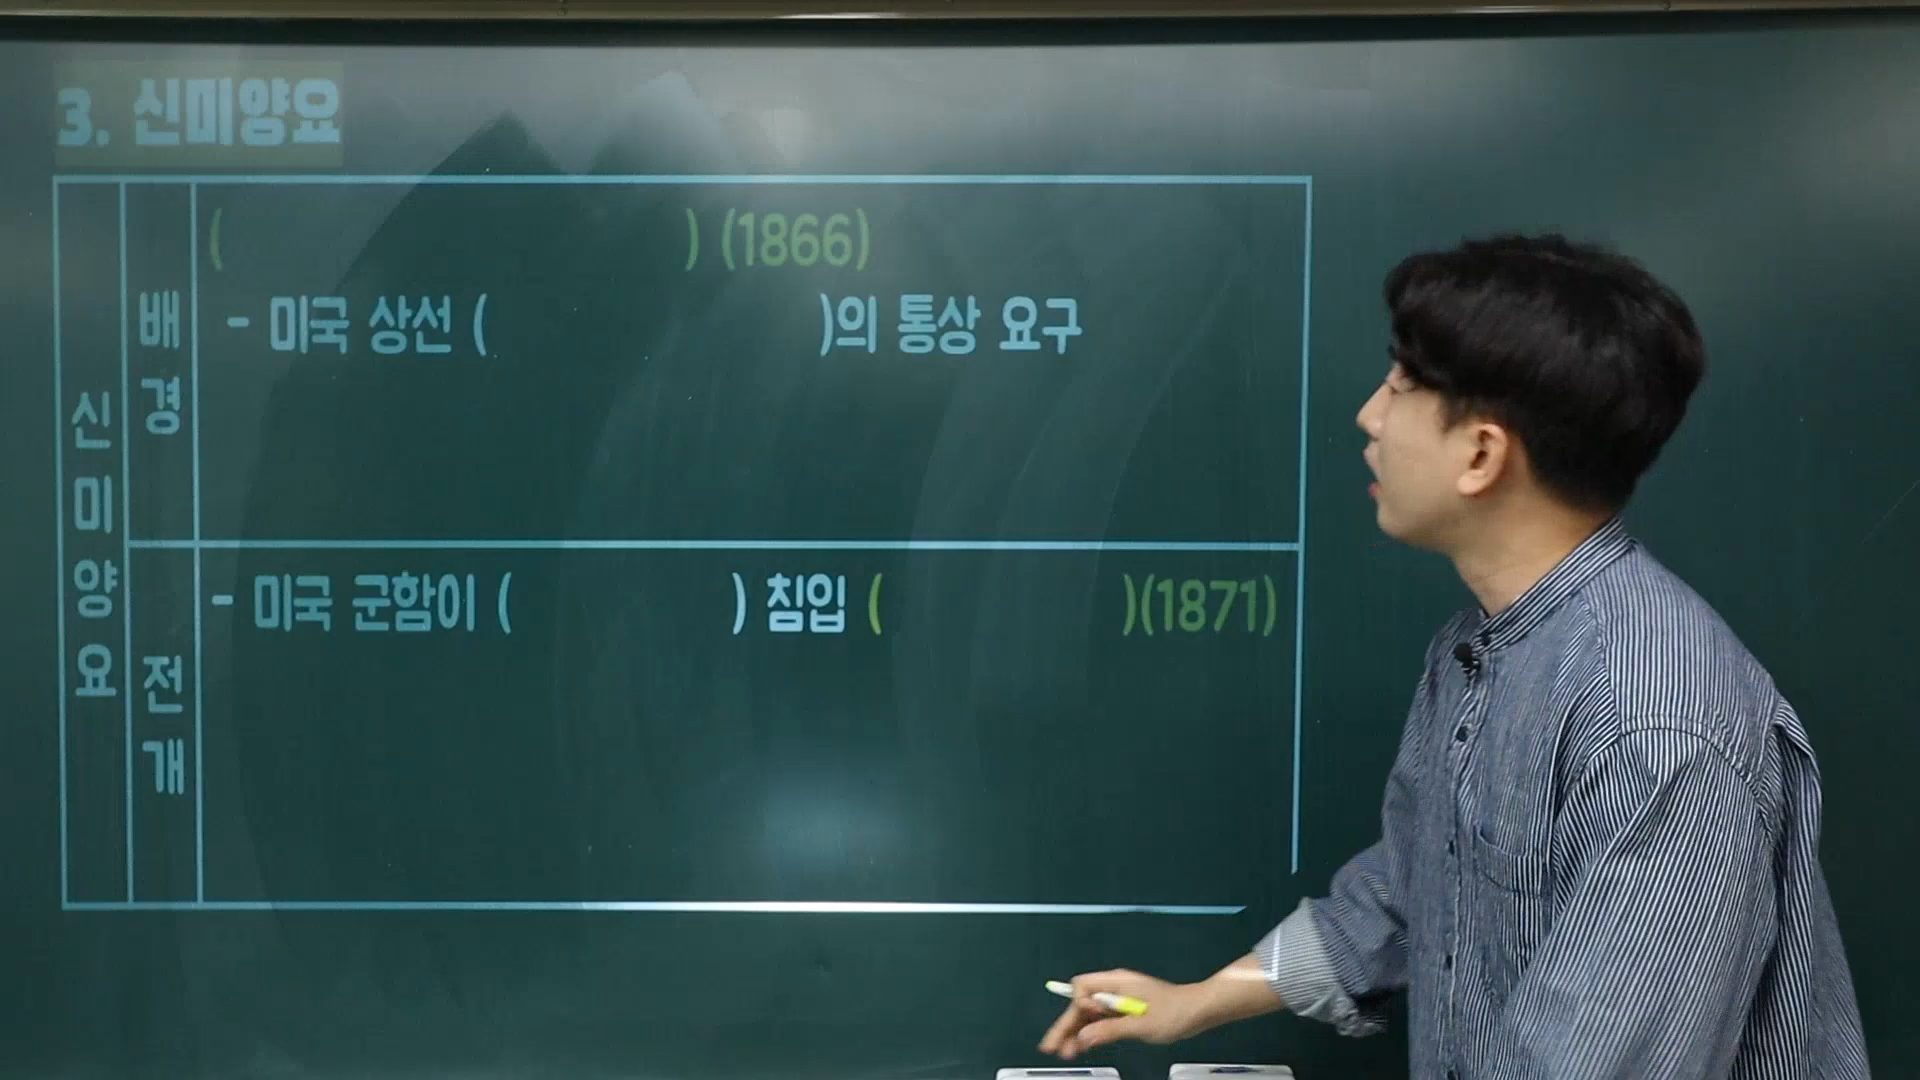 3. 신미양요
신미양요
배경
( ) (1866)
- 미국 상선 ( )의 통상 요구
전개
- 미국 군함이 ( ) 침입 ( )(1871)